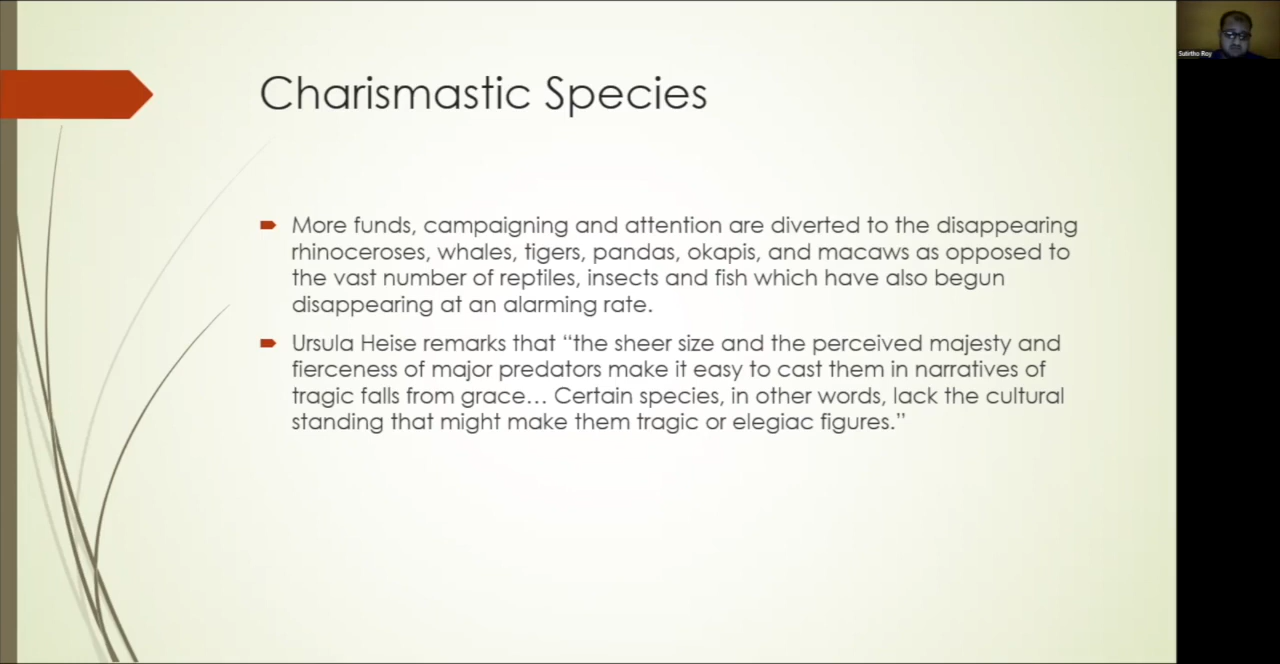 Charismastic Species
More funds, campaigning and attention are diverted to the disappearing
rhinoceroses, whales, tigers, pandas, okapis, and macaws as opposed to
the vast number of reptiles, insects and fish which have also begun
disappearing at an alarming rate.
Ursula Heise remarks that “the sheer size and the perceived majesty and
fierceness of major predators make it easy to cast them in narratives of
tragic falls from grace… Certain species, in other words, lack the cultural
standing that might make them tragic or elegiac figures.”
Sutirtho Roy